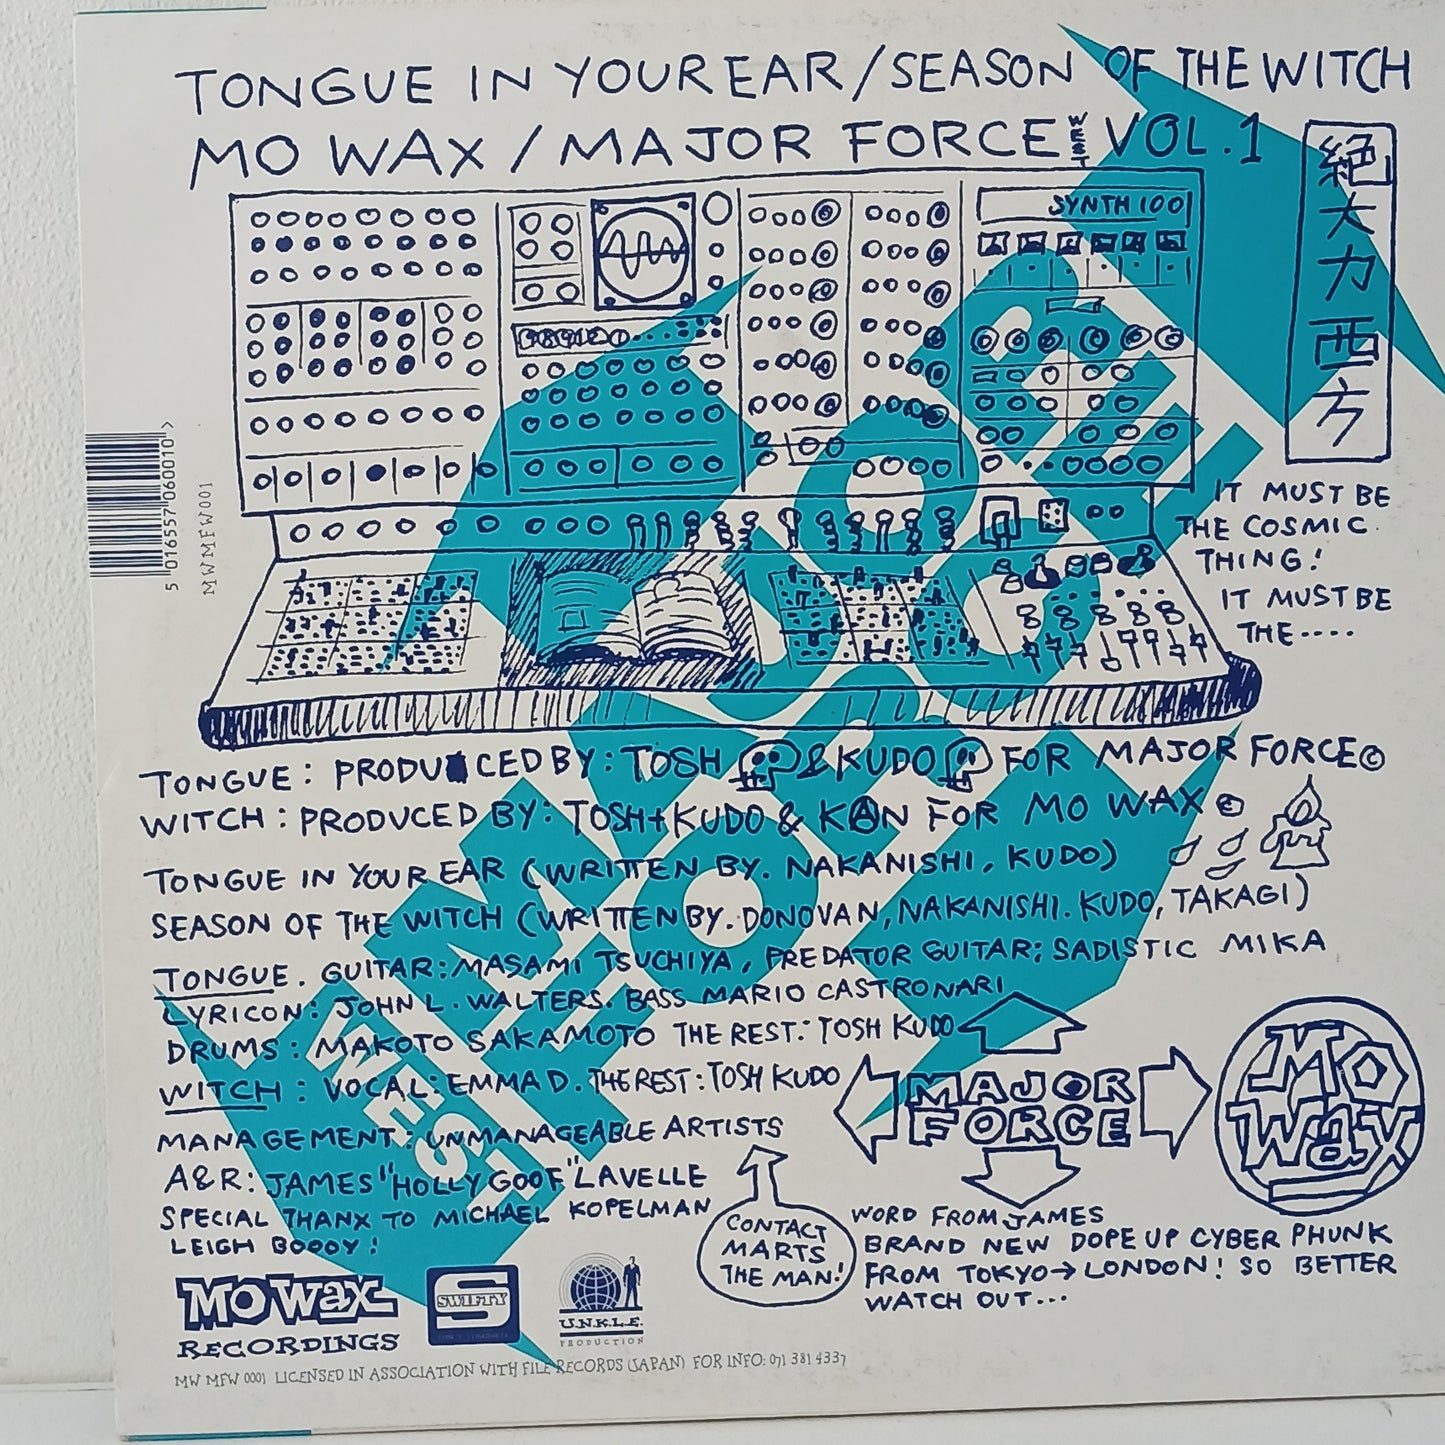 TONGUE IN YOUR EAR/SEASON OF THE WITCH
MO WAX/MAJOR FORCE WEST VOL.1
絶
大
力
西
方
SYNTH 100
IT MUST BE
THE COSMIC
THING!
IT MUST BE
THE....
5 016557 060010 >
MWMFW001
TONGUE: PRODUCED BY: TOSH & KUDO FOR MAJOR FORCE©
WITCH: PRODUCED BY: TOSH+KUDO & KAN FOR MO WAX ©
TONGUE IN YOUR EAR (WRITTEN BY. NAKANISHI, KUDO)
SEASON OF THE WITCH (WRITTEN BY. DONOVAN, NAKANISHI. KUDO, TAKAGI)
TONGUE. GUITAR: MASAMI TSUCHIYA, PREDATOR GUITAR; SADISTIC MIKA
LYRICON: JOHN L. WALTERS. BASS MARIO CASTRONARI
DRUMS: MAKOTO SAKAMOTO THE REST: TOSH KUDO
WITCH: VOCAL: EMMA D. THE REST: TOSH KUDO
MANAGEMENT: UNMANAGEABLE ARTISTS
A&R: JAMES "HOLLY GOOF" LAVELLE
SPECIAL THANX TO MICHAEL KOPELMAN
LEIGH BOOOY!
MAJOR
FORCE
MO
Wax
WEST
CONTACT
MARTS
THE MAN!
WORD FROM JAMES
BRAND NEW DOPE UP CYBER PHUNK
FROM TOKYO→LONDON! SO BETTER
WATCH OUT...
MO Wax
RECORDINGS
SWIFTY
U.N.K.L.E.
PRODUCTION
MW MFW 0001 LICENSED IN ASSOCIATION WITH FILE RECORDS (JAPAN) FOR INFO: 071 381 4337